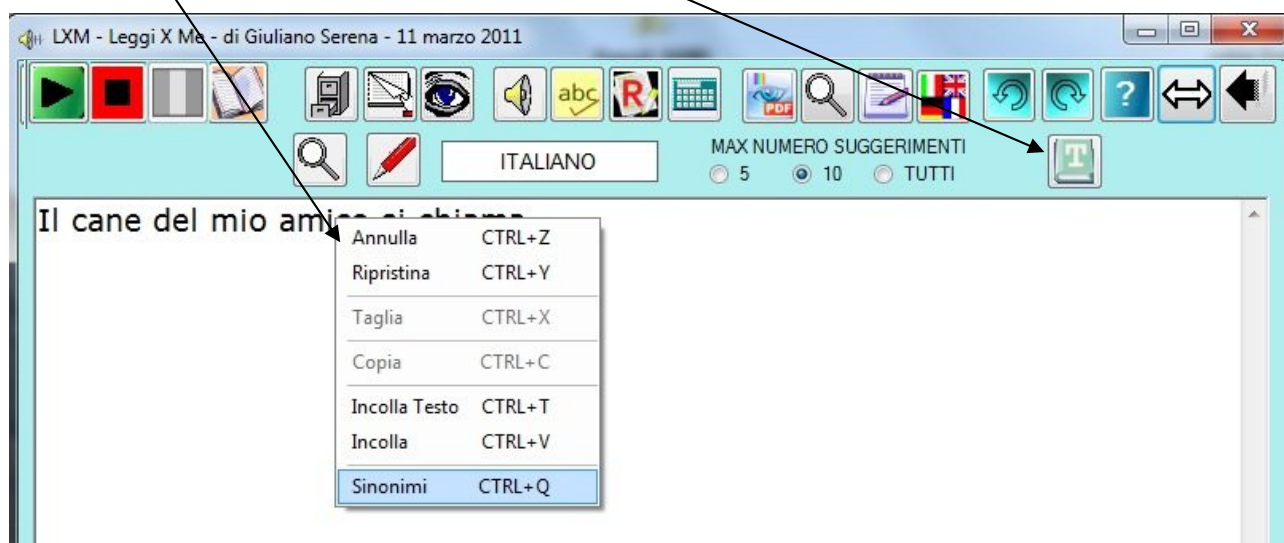 LXM - Leggi X Me - di Giuliano Serena - 11 marzo 2011
abc
R
PDF
?
ITALIANO
MAX NUMERO SUGGERIMENTI
5 10 TUTTI
T
Il cane del mio amico si chiama
Annulla CTRL+Z
Ripristina CTRL+Y
Taglia CTRL+X
Copia CTRL+C
Incolla Testo CTRL+T
Incolla CTRL+V
Sinonimi CTRL+Q